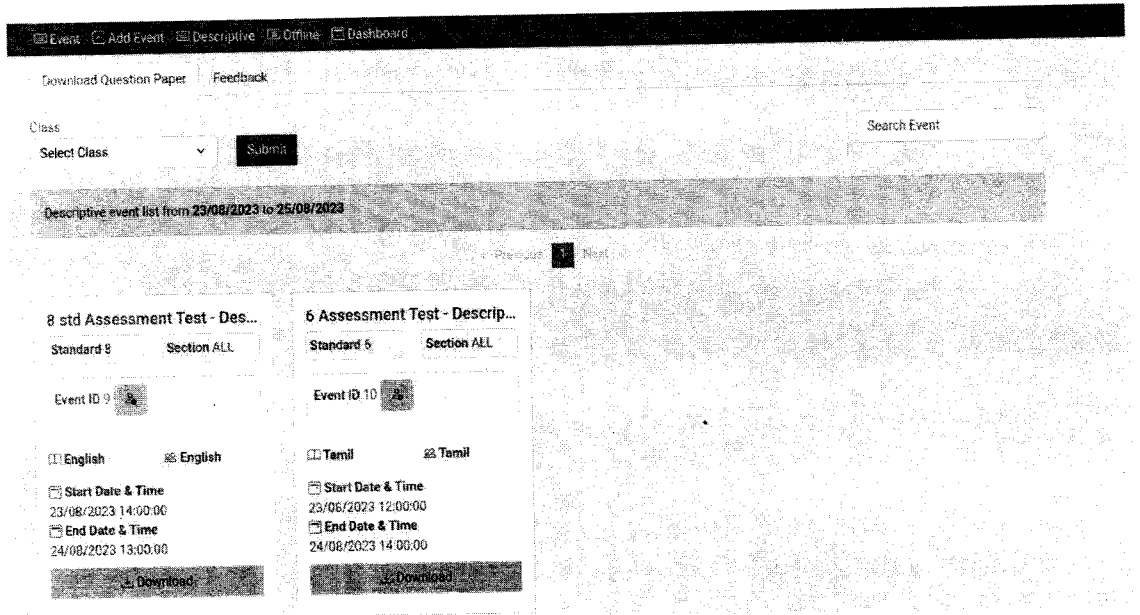 Event Add Event Descriptive Offline Dashboard
Download Question Paper Feedback
Class
Select Class Submit
Search Event
Descriptive event list from 23/08/2023 to 25/08/2023
Previous 1 Next
8 std Assessment Test - Des...
Standard 8 Section ALL
Event ID 9
English English
Start Date & Time
23/08/2023 14:00:00
End Date & Time
24/08/2023 13:00:00
Download
6 Assessment Test - Descrip...
Standard 6 Section ALL
Event ID 10
Tamil Tamil
Start Date & Time
23/08/2023 12:00:00
End Date & Time
24/08/2023 14:00:00
Download